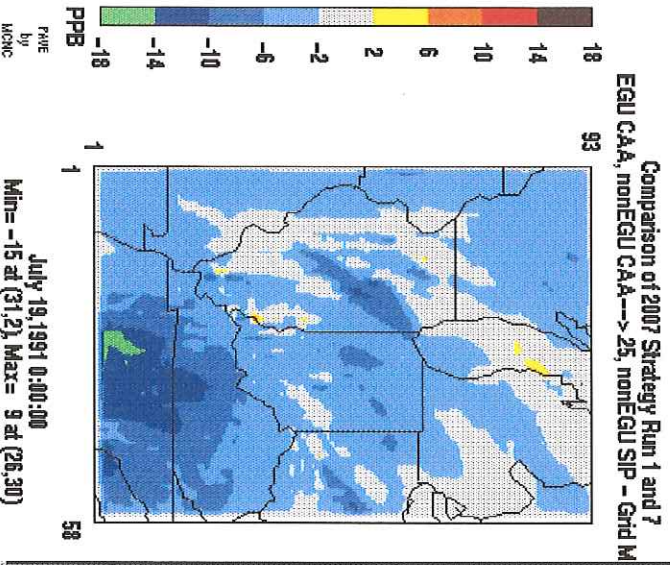 Comparison of 2007 Strategy Run 1 and 7
EGU CAA, nonEGU CAA---> 25, nonEGU SIP - Grid M
18
14
10
6
2
-2
-6
-10
-14
-18
PPB
PAVE
by
MCNC
93
1
1
58
July 19,1991 0:00:00
Min= -15 at (31,2), Max= 9 at (26,30)